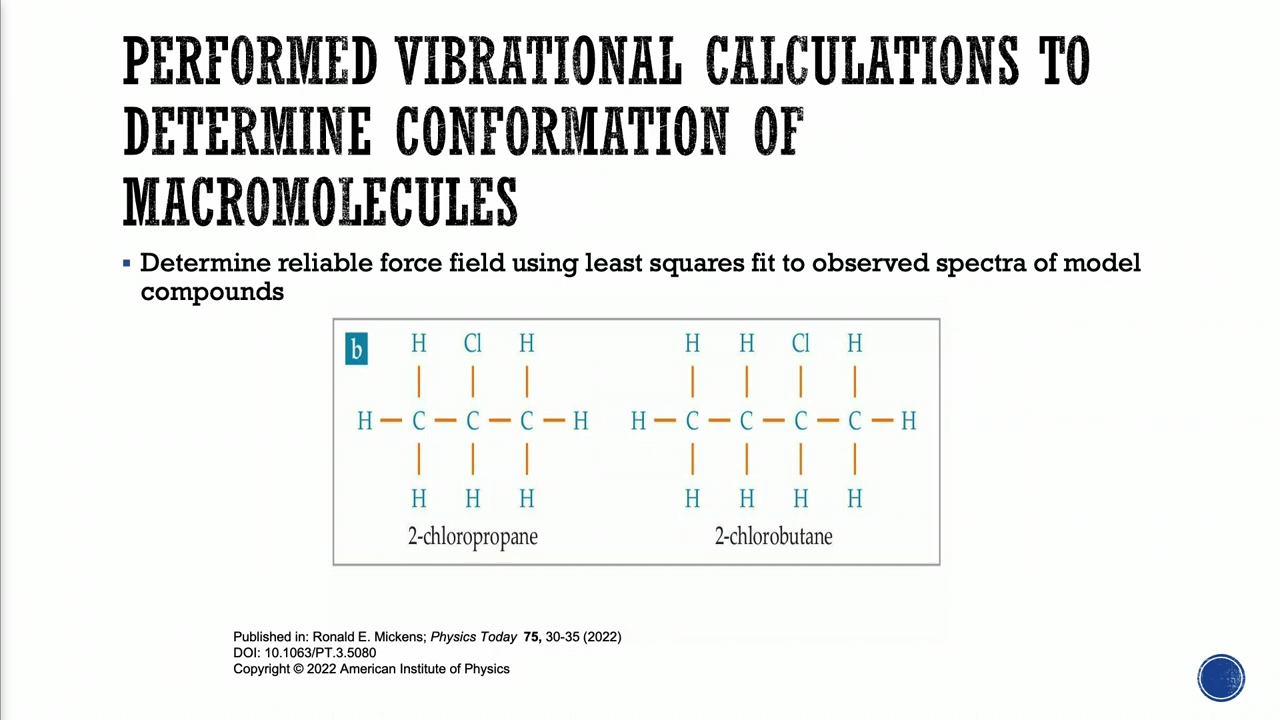 PERFORMED VIBRATIONAL CALCULATIONS TO
DETERMINE CONFORMATION OF
MACROMOLECULES
▪ Determine reliable force field using least squares fit to observed spectra of model
compounds
b
H Cl H
H — C — C — C — H
H H H
2-chloropropane
H H Cl H
H — C — C — C — C — H
H H H H
2-chlorobutane
Published in: Ronald E. Mickens; Physics Today 75, 30-35 (2022)
DOI: 10.1063/PT.3.5080
Copyright © 2022 American Institute of Physics